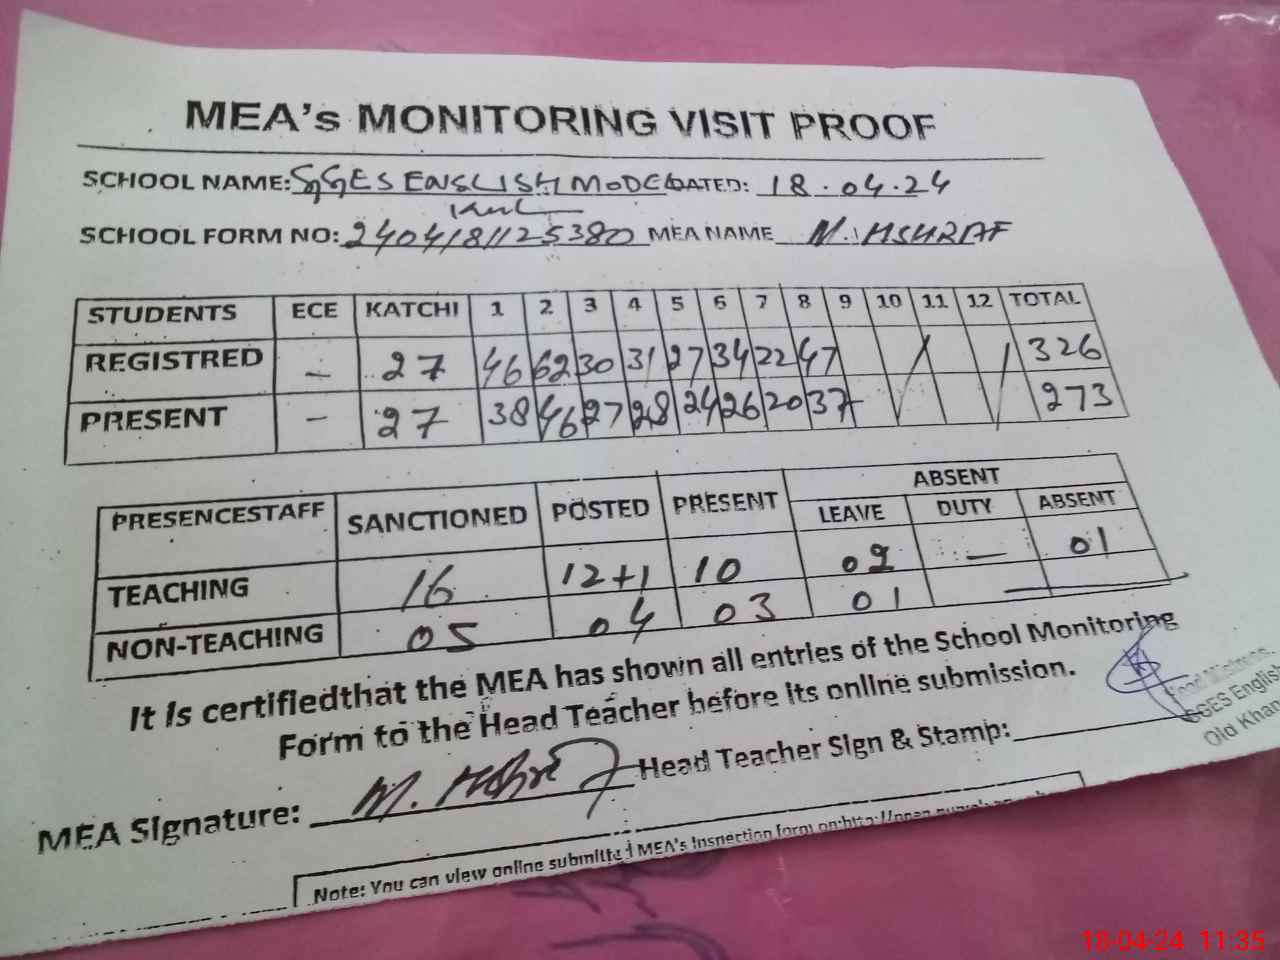 MEA's MONITORING VISIT PROOF
SCHOOL NAME: GGES ENGLISH MODEL DATED: 18.04.24
SCHOOL FORM NO: 2404181125380 MEA NAME M. ASHRAF
STUDENTS ECE KATCHI 1 2 3 4 5 6 7 8 9 10 11 12 TOTAL
REGISTRED - 27 46 62 30 31 27 34 22 47 326
PRESENT - 27 38 46 27 28 24 26 20 37 273
PRESENCESTAFF SANCTIONED POSTED PRESENT ABSENT
LEAVE DUTY ABSENT
TEACHING 16 12+1 10 02 — 01
NON-TEACHING 05 04 03 01 —
It is certifiedthat the MEA has shown all entries of the School Monitoring
Form to the Head Teacher before its online submission.
MEA Signature: M. Ashraf Head Teacher Sign & Stamp:
GGES English
Old Khan
Note: You can view online submitted MEA's Inspection form on
18-04-24 11:35